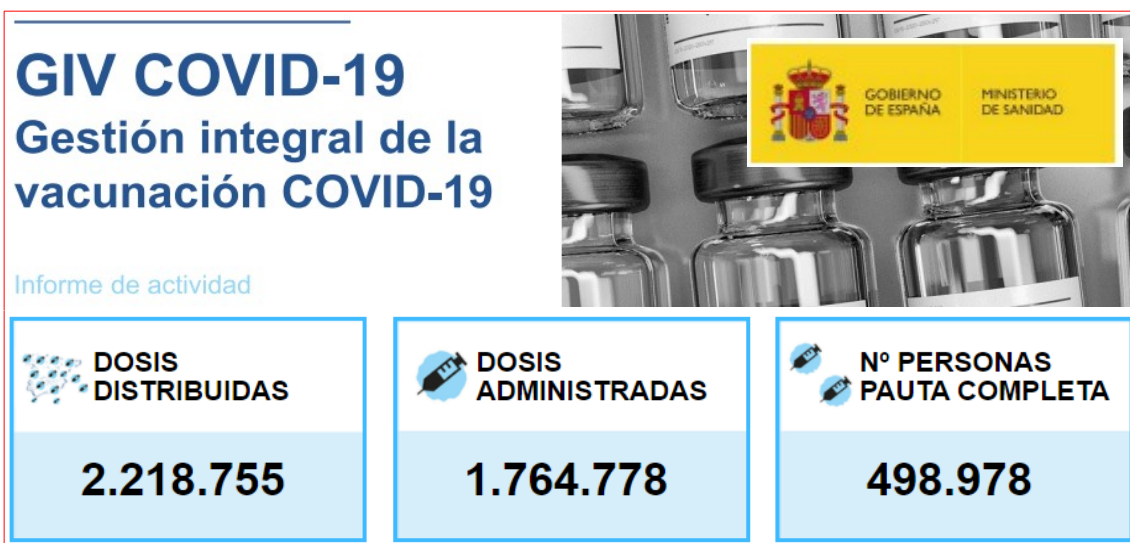 GIV COVID-19
Gestión integral de la
vacunación COVID-19
Informe de actividad
GOBIERNO
DE ESPAÑA
MINISTERIO
DE SANIDAD
DOSIS
DISTRIBUIDAS
2.218.755
DOSIS
ADMINISTRADAS
1.764.778
Nº PERSONAS
PAUTA COMPLETA
498.978